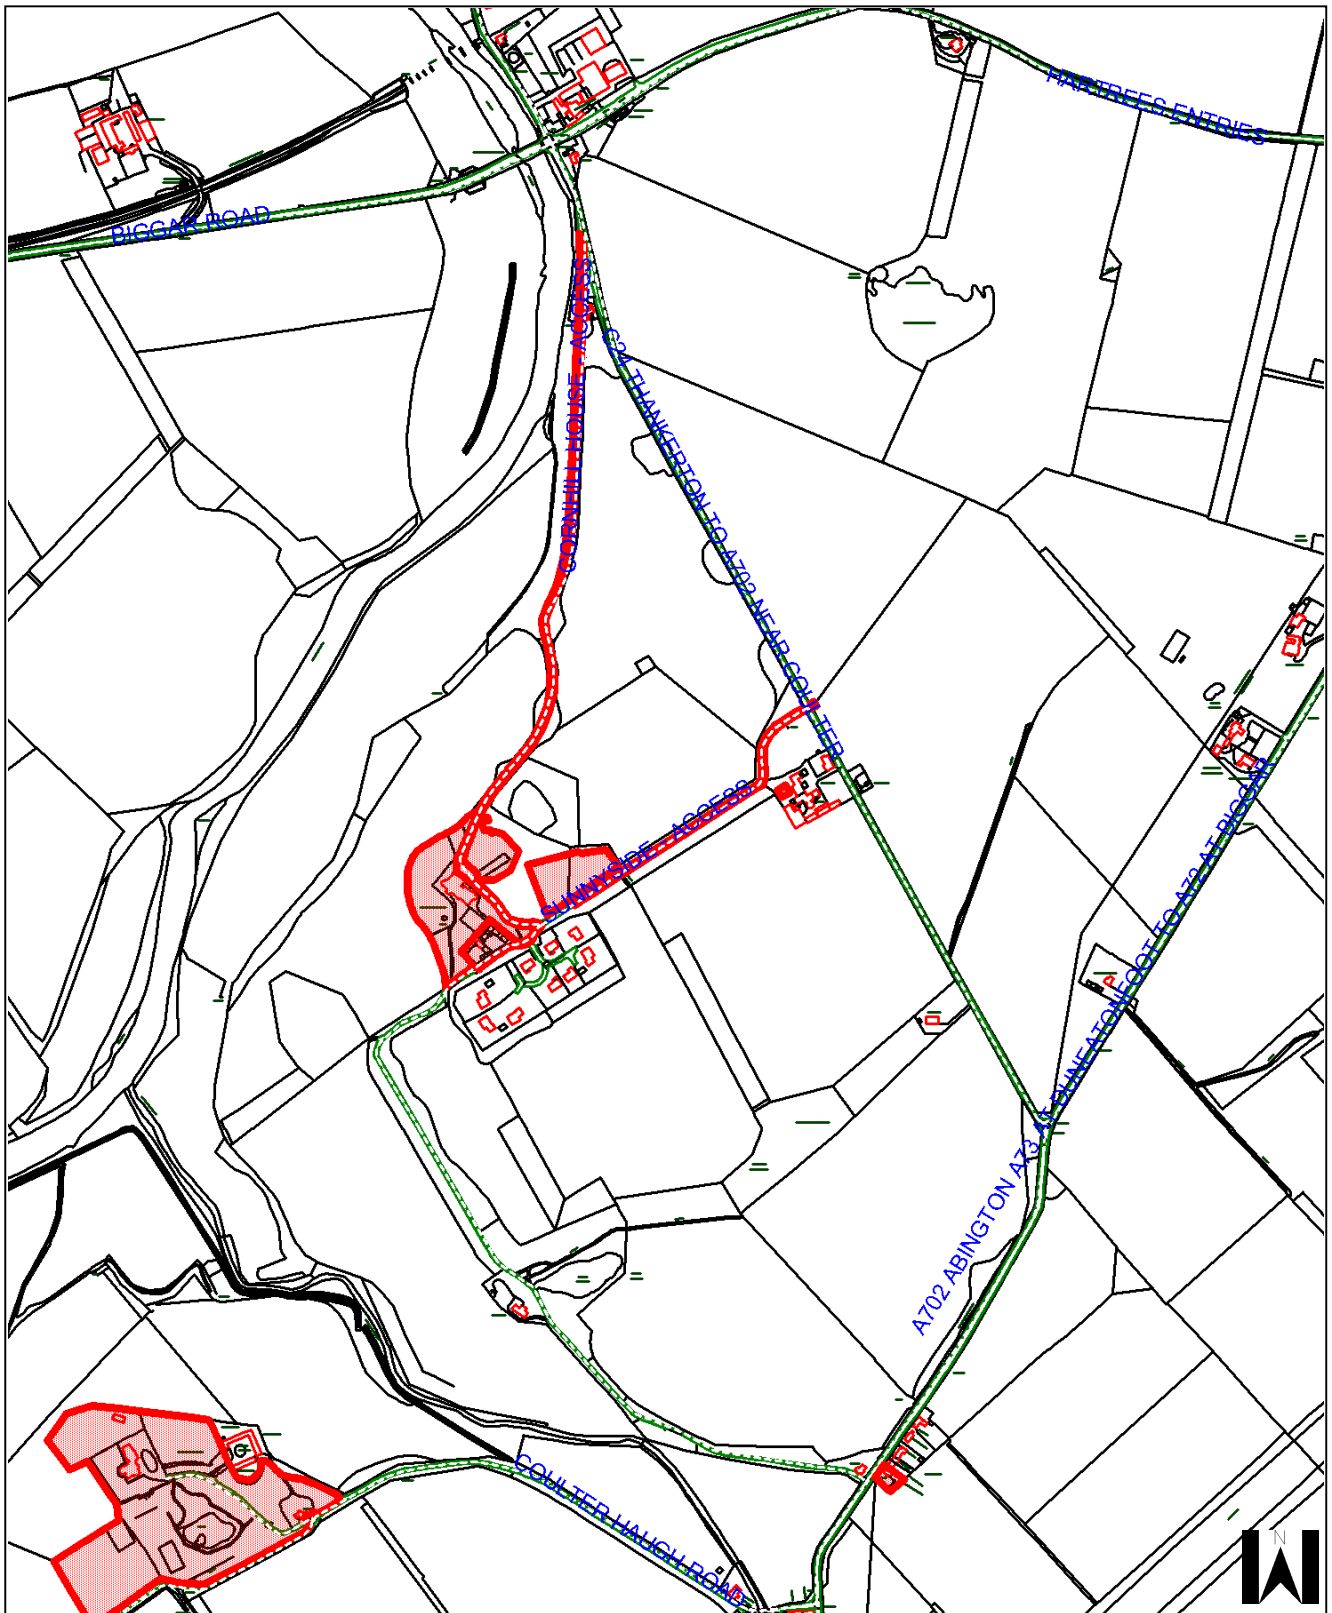 HARTREES ENTRIES
BIGGAR ROAD
CORNHILL HOUSE - ACCESS
C24 THANKERTON TO A702 NEAR COULTER
SUNNYSIDE - ACCESS
A702 ABINGTON A73 AT DUNEATONFOOT TO A72 AT BIGGAR
COULTER HAUGH ROAD
N